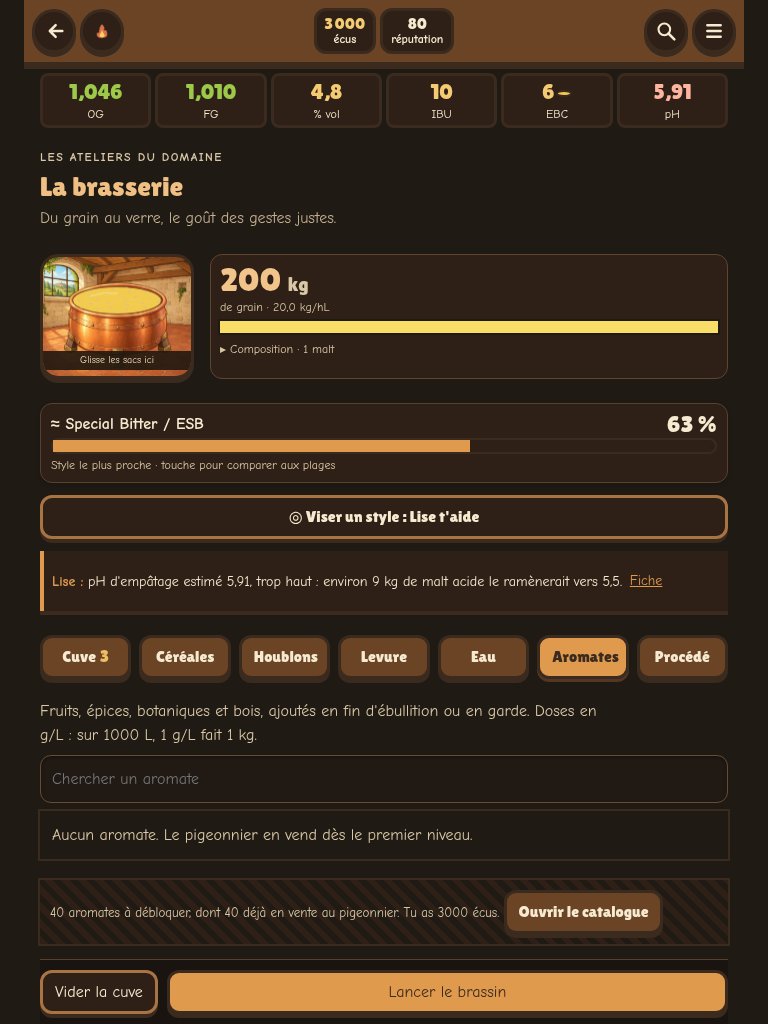 3 000
écus
80
réputation
1,046
OG
1,010
FG
4,8
% vol
10
IBU
6
EBC
5,91
pH
LES ATELIERS DU DOMAINE
La brasserie
Du grain au verre, le goût des gestes justes.
Glisse les sacs ici
200 kg
de grain · 20,0 kg/hL
▸ Composition · 1 malt
≈ Special Bitter / ESB
63 %
Style le plus proche · touche pour comparer aux plages
◎ Viser un style : Lise t'aide
Lise : pH d'empâtage estimé 5,91, trop haut : environ 9 kg de malt acide le ramènerait vers 5,5. Fiche
Cuve 3
Céréales
Houblons
Levure
Eau
Aromates
Procédé
Fruits, épices, botaniques et bois, ajoutés en fin d'ébullition ou en garde. Doses en
g/L : sur 1000 L, 1 g/L fait 1 kg.
Chercher un aromate
Aucun aromate. Le pigeonnier en vend dès le premier niveau.
40 aromates à débloquer, dont 40 déjà en vente au pigeonnier. Tu as 3000 écus.
Ouvrir le catalogue
Vider la cuve
Lancer le brassin